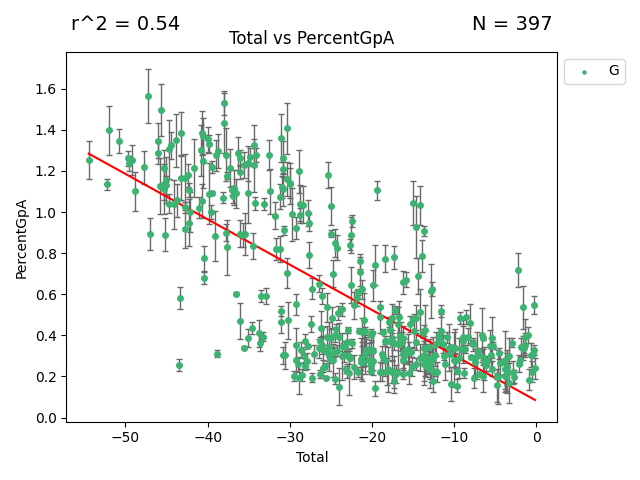 r^2 = 0.54
N = 397
Total vs PercentGpA
G
PercentGpA
1.6
1.4
1.2
1.0
0.8
0.6
0.4
0.2
0.0
−50
−40
−30
−20
−10
0
Total